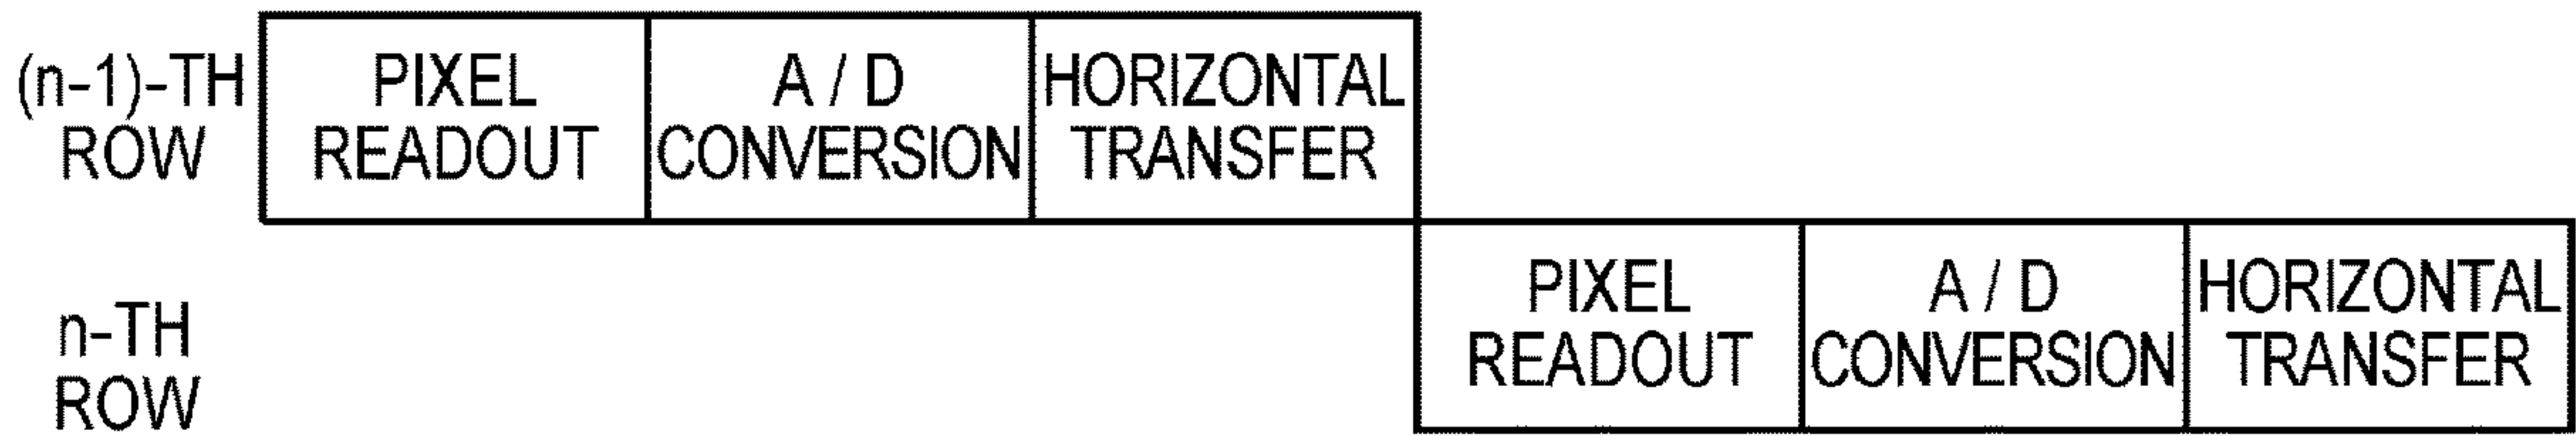 (n-1)-TH
ROW
PIXEL
READOUT
A / D
CONVERSION
HORIZONTAL
TRANSFER
n-TH
ROW
PIXEL
READOUT
A / D
CONVERSION
HORIZONTAL
TRANSFER